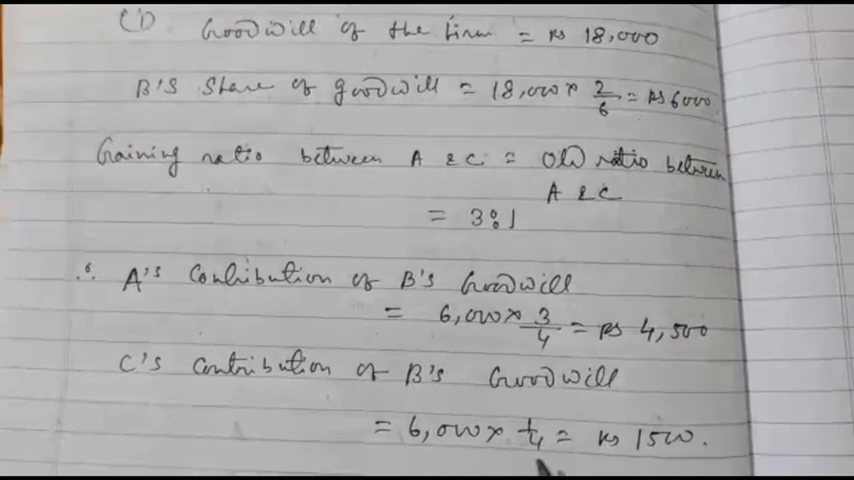 (1) Goodwill of the firm = Rs 18,000
B'S Share of goodwill = 18,000 × 2/6 = Rs 6000
Gaining ratio between A & C = Old ratio between
A & C
= 3:1
∴ A's Contribution of B's Goodwill
= 6,000 × 3/4 = Rs 4,500
C's Contribution of B's Goodwill
= 6,000 × 1/4 = Rs 1500.